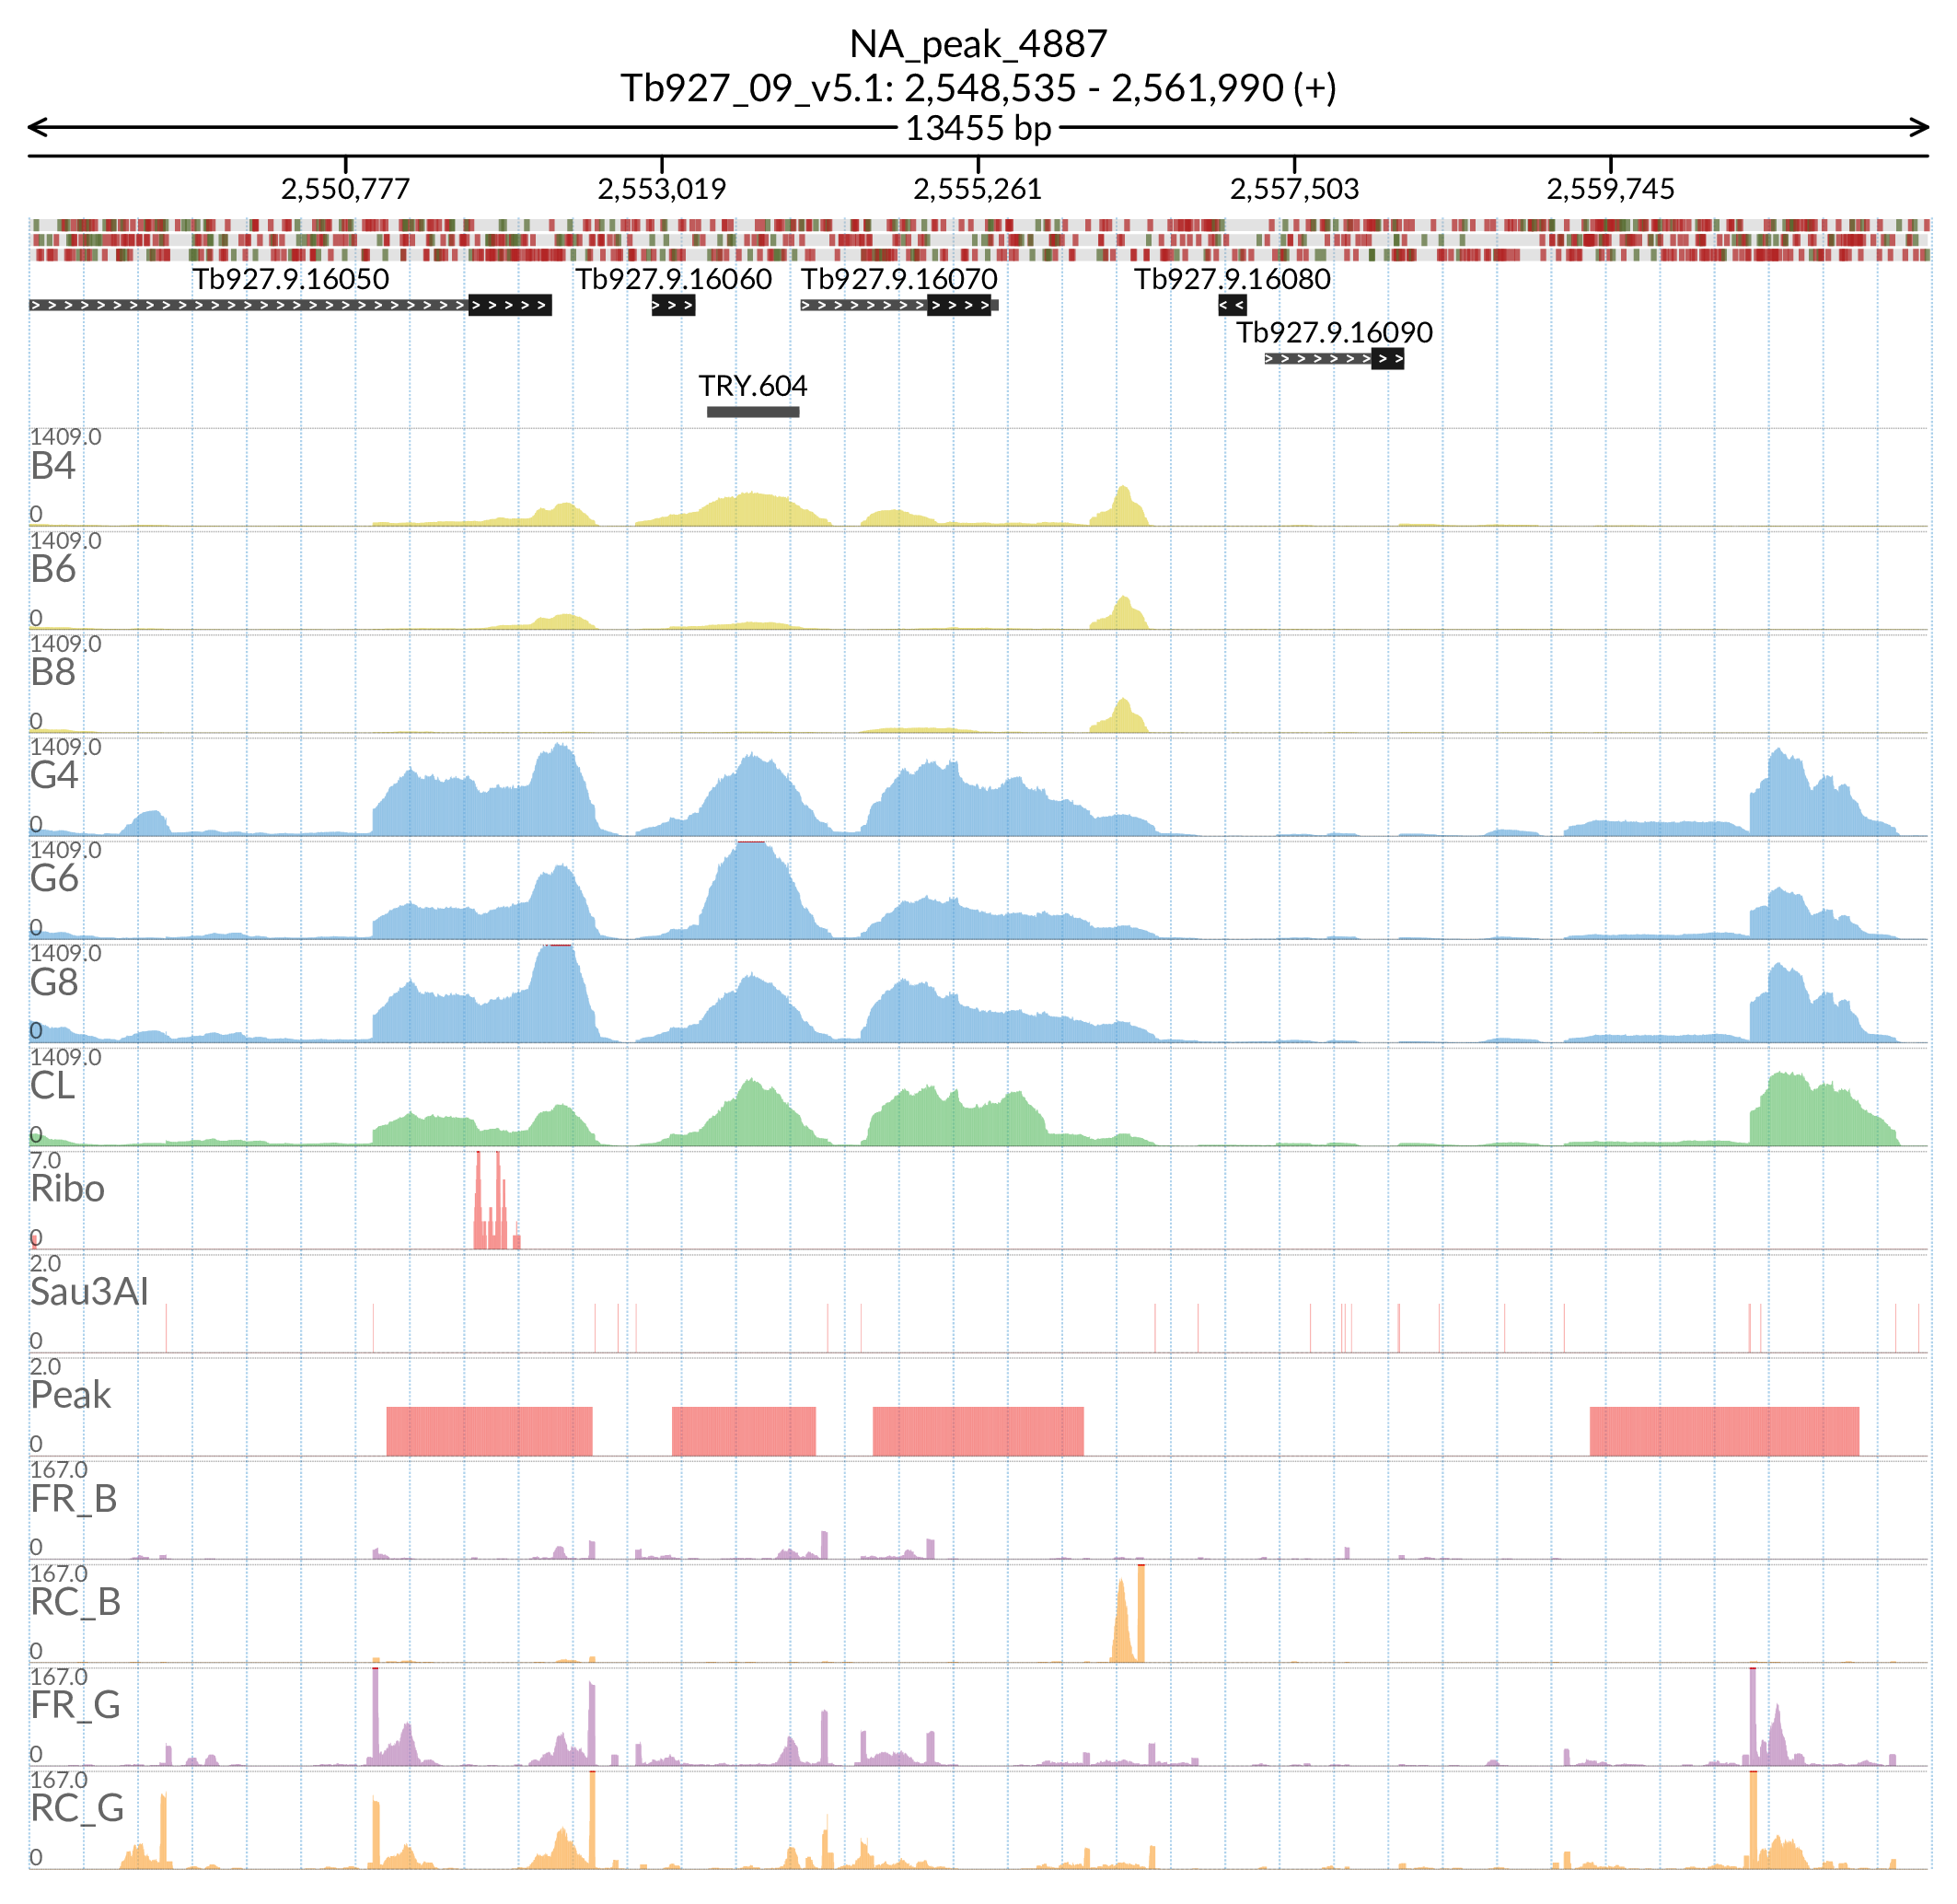 NA_peak_4887
Tb927_09_v5.1: 2,548,535 - 2,561,990 (+)
13455 bp
2,550,777 2,553,019 2,555,261 2,557,503 2,559,745
Tb927.9.16050 Tb927.9.16060 Tb927.9.16070 Tb927.9.16080
Tb927.9.16090
TRY.604
1409.0
B4
0
1409.0
B6
0
1409.0
B8
0
1409.0
G4
0
1409.0
G6
0
1409.0
G8
0
1409.0
CL
0
7.0
Ribo
0
2.0
Sau3AI
0
2.0
Peak
0
167.0
FR_B
0
167.0
RC_B
0
167.0
FR_G
0
167.0
RC_G
0